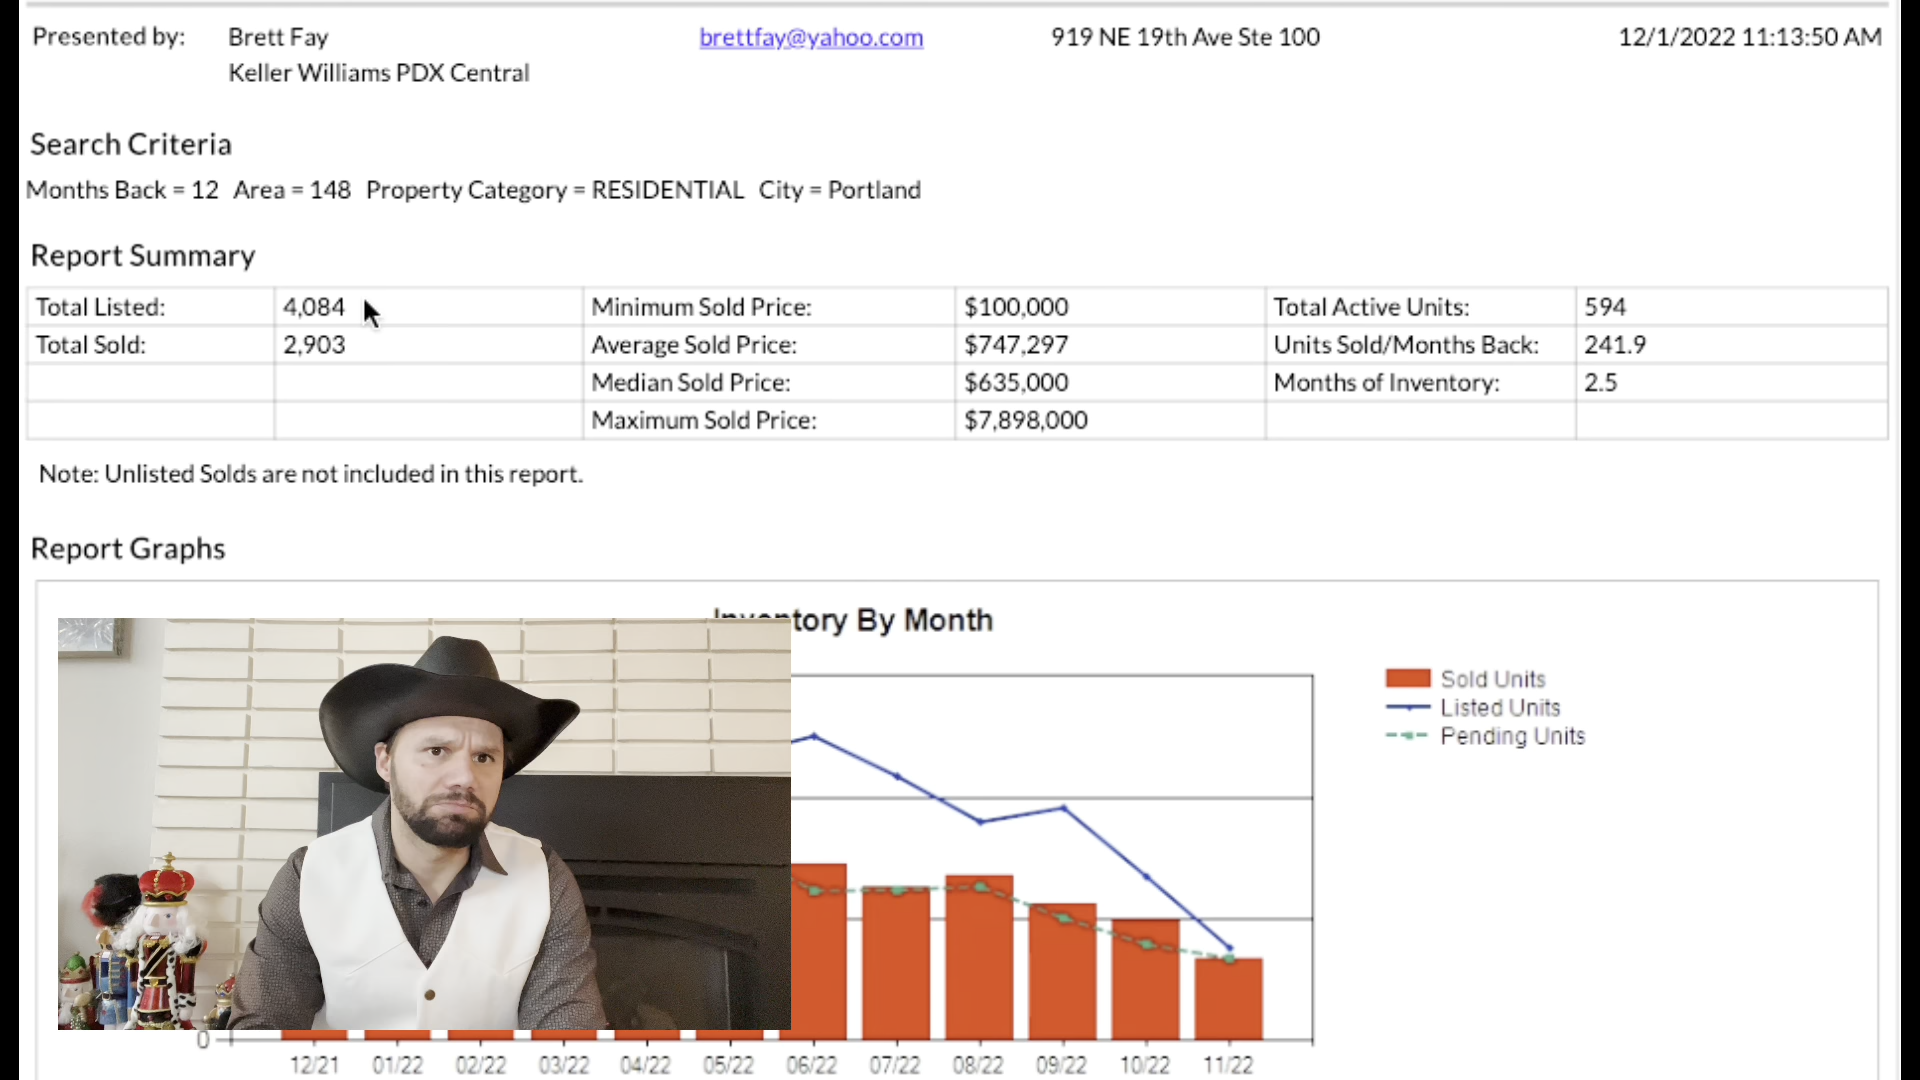 Presented by: Brett Fay brettfay@yahoo.com 919 NE 19th Ave Ste 100 12/1/2022 11:13:50 AM
Keller Williams PDX Central
Search Criteria
Months Back = 12 Area = 148 Property Category = RESIDENTIAL City = Portland
Report Summary
Total Listed: 4,084 Minimum Sold Price: $100,000 Total Active Units: 594
Total Sold: 2,903 Average Sold Price: $747,297 Units Sold/Months Back: 241.9
Median Sold Price: $635,000 Months of Inventory: 2.5
Maximum Sold Price: $7,898,000
Note: Unlisted Solds are not included in this report.
Report Graphs
Inventory By Month
Sold Units
Listed Units
Pending Units
0
12/21 01/22 02/22 03/22 04/22 05/22 06/22 07/22 08/22 09/22 10/22 11/22